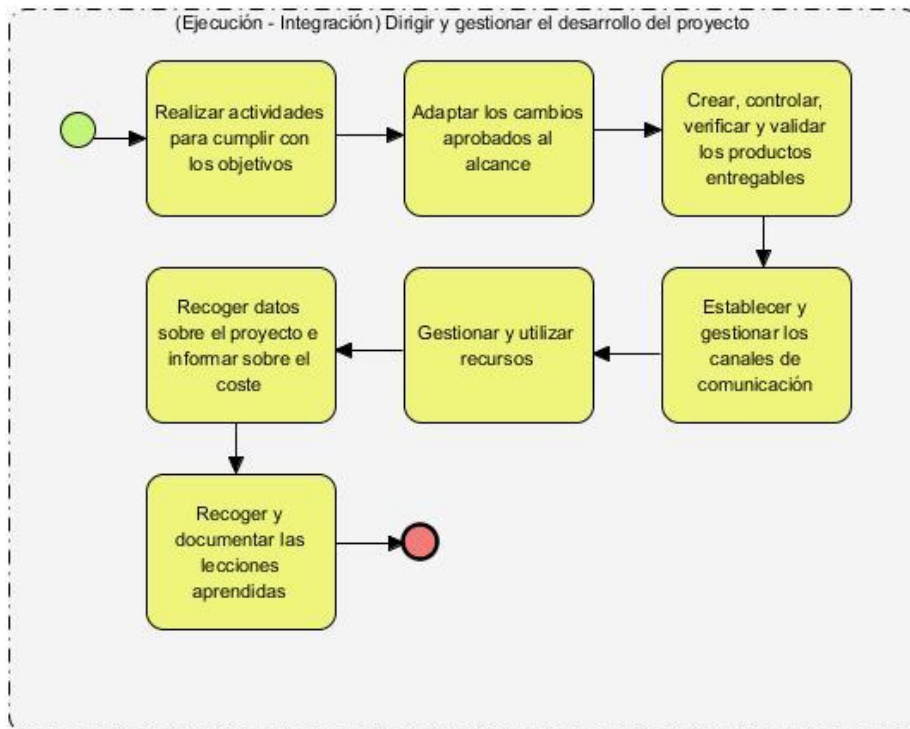 (Ejecución - Integración) Dirigir y gestionar el desarrollo del proyecto
Realizar actividades
para cumplir con
los objetivos
Adaptar los cambios
aprobados al
alcance
Crear, controlar,
verificar y validar
los productos
entregables
Establecer y
gestionar los
canales de
comunicación
Gestionar y utilizar
recursos
Recoger datos
sobre el proyecto e
informar sobre el
coste
Recoger y
documentar las
lecciones
aprendidas